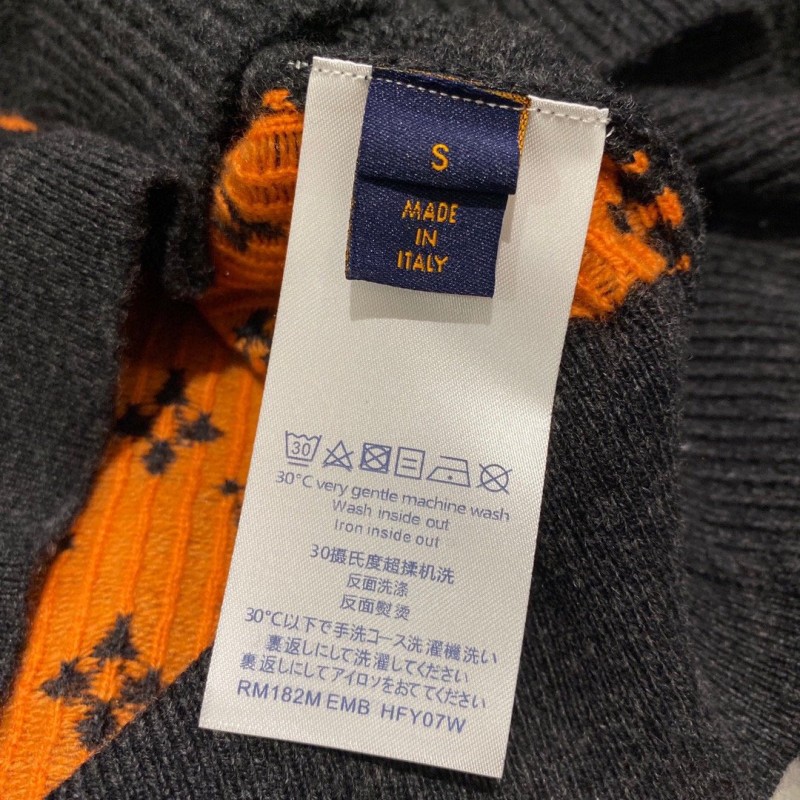 S
MADE
IN
ITALY
30
30°C very gentle machine wash
Wash inside out
Iron inside out
30摄氏度超揉机洗
反面洗涤
反面熨烫
30℃以下で手洗コース洗濯機洗い
裏返しにして洗濯してください
裏返しにしてアイロンをおてください
RM182M EMB HFY07W